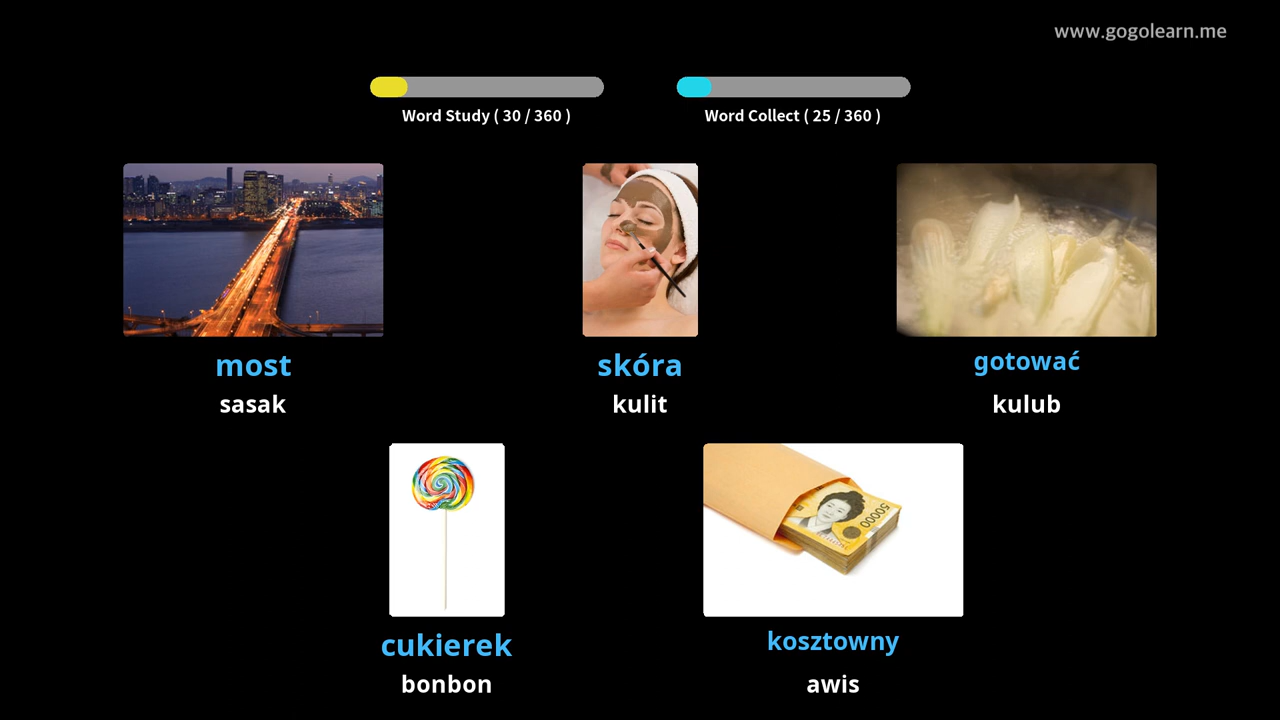 www.gogolearn.me
Word Study ( 30 / 360 )
Word Collect ( 25 / 360 )
most
sasak
skóra
kulit
gotować
kulub
cukierek
bonbon
50000
kosztowny
awis